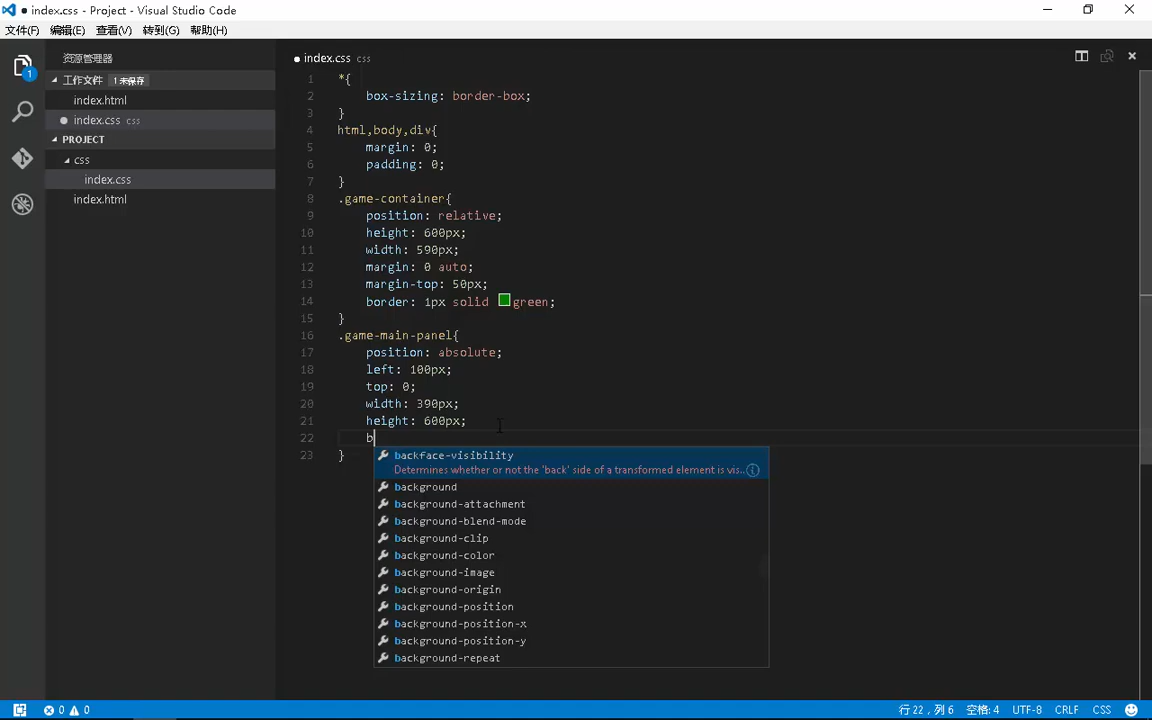 index.css - Project - Visual Studio Code
文件(F) 编辑(E) 查看(V) 转到(G) 帮助(H)
资源管理器
工作文件 1 未保存
index.html
index.css css
PROJECT
css
index.css
index.html
1
index.css css
1 *{
2 box-sizing: border-box;
3 }
4 html,body,div{
5 margin: 0;
6 padding: 0;
7 }
8 .game-container{
9 position: relative;
10 height: 600px;
11 width: 590px;
12 margin: 0 auto;
13 margin-top: 50px;
14 border: 1px solid green;
15 }
16 .game-main-panel{
17 position: absolute;
18 left: 100px;
19 top: 0;
20 width: 390px;
21 height: 600px;
22 b
23 }
backface-visibility
Determines whether or not the 'back' side of a transformed element is vis...
background
background-attachment
background-blend-mode
background-clip
background-color
background-image
background-origin
background-position
background-position-x
background-position-y
background-repeat
0 0
行 22，列 6 空格: 4 UTF-8 CRLF CSS